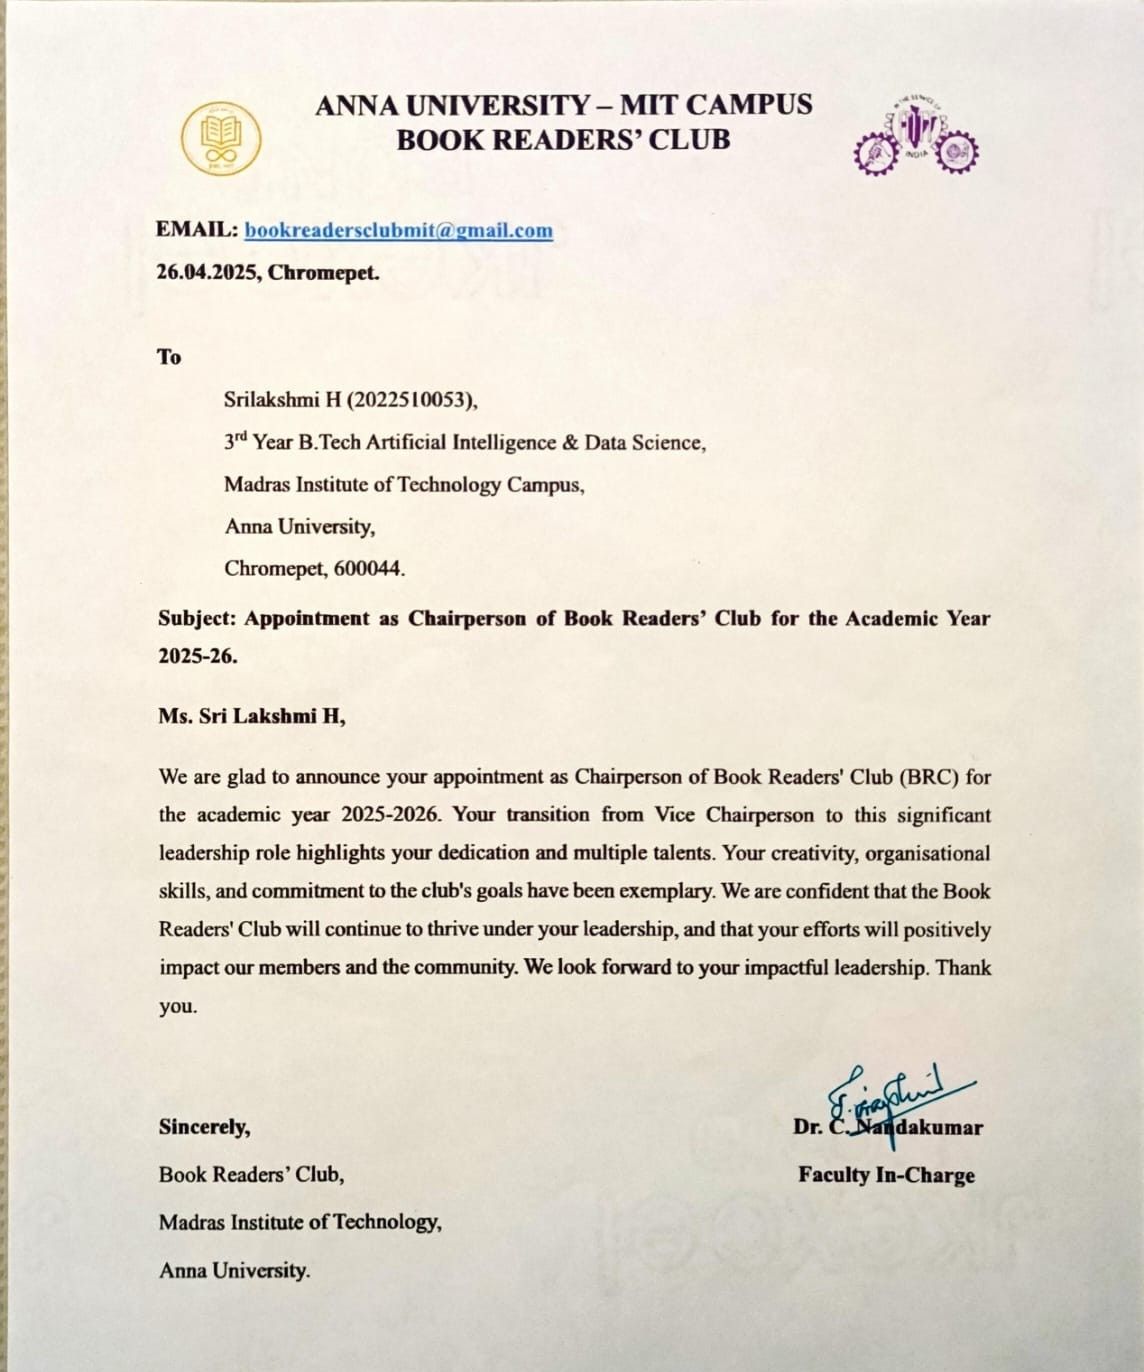 ANNA UNIVERSITY – MIT CAMPUS
BOOK READERS’ CLUB
IN THE SERVICE OF
INDIA
EMAIL: bookreadersclubmit@gmail.com
26.04.2025, Chromepet.
To
Srilakshmi H (2022510053),
3rd Year B.Tech Artificial Intelligence & Data Science,
Madras Institute of Technology Campus,
Anna University,
Chromepet, 600044.
Subject: Appointment as Chairperson of Book Readers’ Club for the Academic Year
2025-26.
Ms. Sri Lakshmi H,
We are glad to announce your appointment as Chairperson of Book Readers' Club (BRC) for
the academic year 2025-2026. Your transition from Vice Chairperson to this significant
leadership role highlights your dedication and multiple talents. Your creativity, organisational
skills, and commitment to the club's goals have been exemplary. We are confident that the Book
Readers' Club will continue to thrive under your leadership, and that your efforts will positively
impact our members and the community. We look forward to your impactful leadership. Thank
you.
Sincerely,
Dr. C. Nandakumar
Book Readers’ Club,
Faculty In-Charge
Madras Institute of Technology,
Anna University.